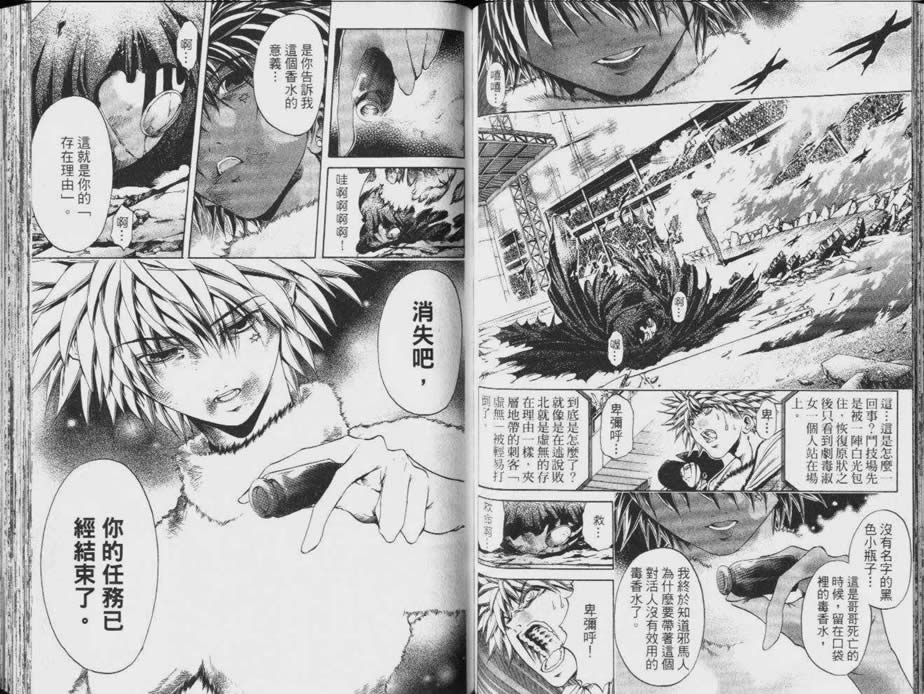 嘻…
啊…
喔…
這…這是怎麼一
回事?鬥技場先
是被一陣白光包
住,恢復原狀之
後只看到劇毒淑
女一個人站在場
上…
卑…
卑彌呼…
到底是怎麼了?
就像是在述說敗
北就是虛無的存
在理由一樣,夾
層地帶的刺客「
虛無」被輕易打
倒了…
沒有名字的黑
色小瓶子…
這是哥哥死亡的
時候,留在口袋
裡的毒香水,
我終於知道邪馬人
為什麼要帶著這個
對活人沒有效用的
毒香水了。
救…
救命啊…
卑彌呼!
是你告訴我
這個香水的
意義…
哇啊啊啊啊!
啊…
這就是你的「
存在理由」。
啊…
消失吧,
你的任務已
經結束了。